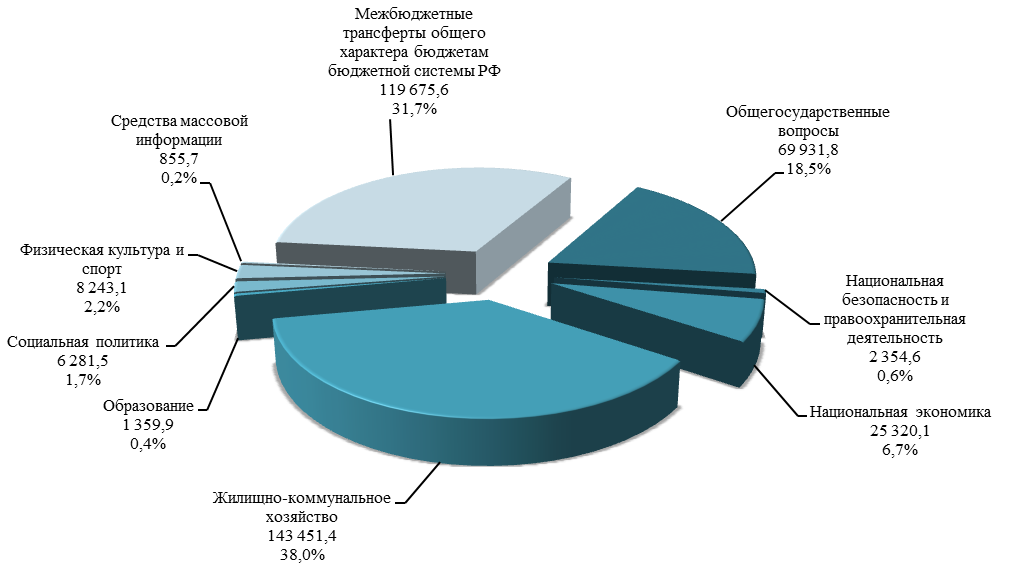 Межбюджетные
трансферты общего
характера бюджетам
бюджетной системы РФ
119 675,6
31,7%
Общегосударственные
вопросы
69 931,8
18,5%
Национальная
безопасность и
правоохранительная
деятельность
2 354,6
0,6%
Национальная экономика
25 320,1
6,7%
Жилищно-коммунальное
хозяйство
143 451,4
38,0%
Образование
1 359,9
0,4%
Социальная политика
6 281,5
1,7%
Физическая культура и
спорт
8 243,1
2,2%
Средства массовой
информации
855,7
0,2%